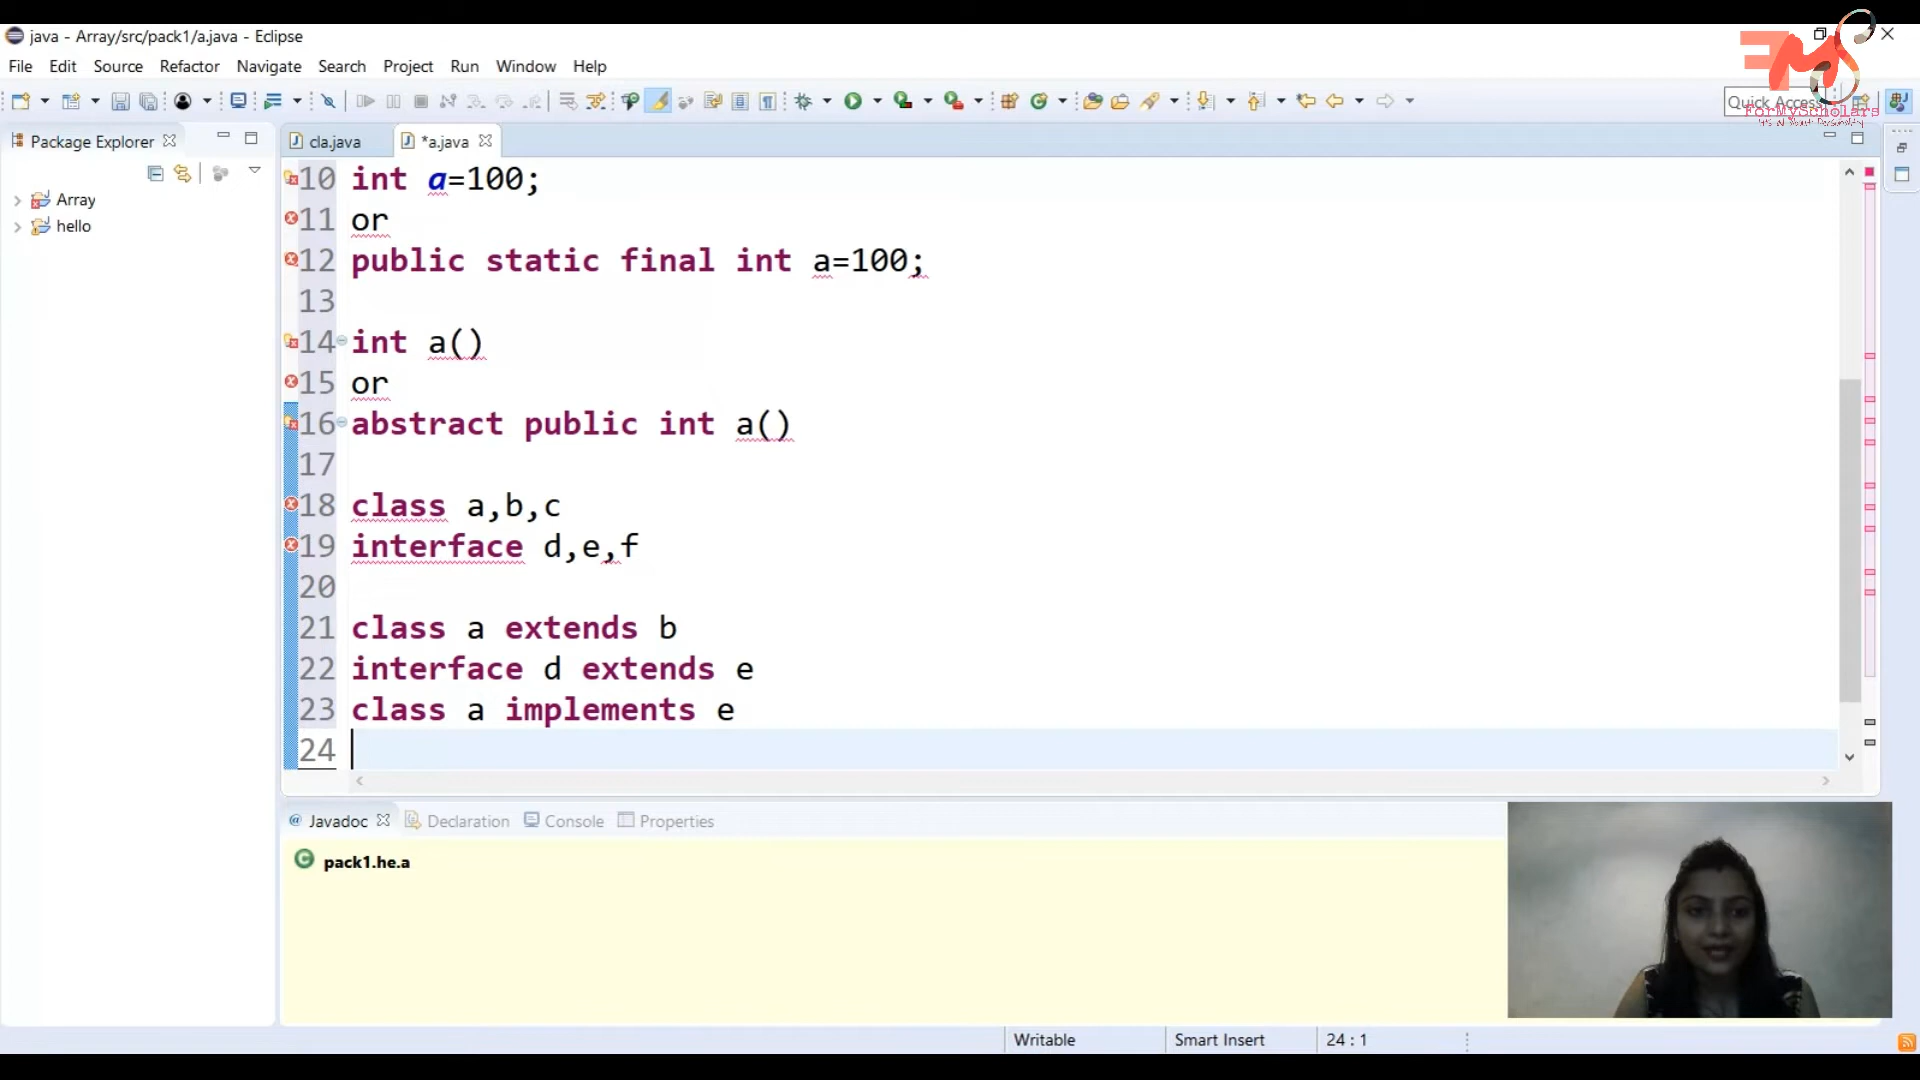 java - Array/src/pack1/a.java - Eclipse
File Edit Source Refactor Navigate Search Project Run Window Help
Quick Access
ForMyScholars
Package Explorer
cla.java
*a.java
Array
hello
10 int a=100;
11 or
12 public static final int a=100;
13
14 int a()
15 or
16 abstract public int a()
17
18 class a,b,c
19 interface d,e,f
20
21 class a extends b
22 interface d extends e
23 class a implements e
24
@ Javadoc Declaration Console Properties
pack1.he.a
Writable Smart Insert 24 : 1